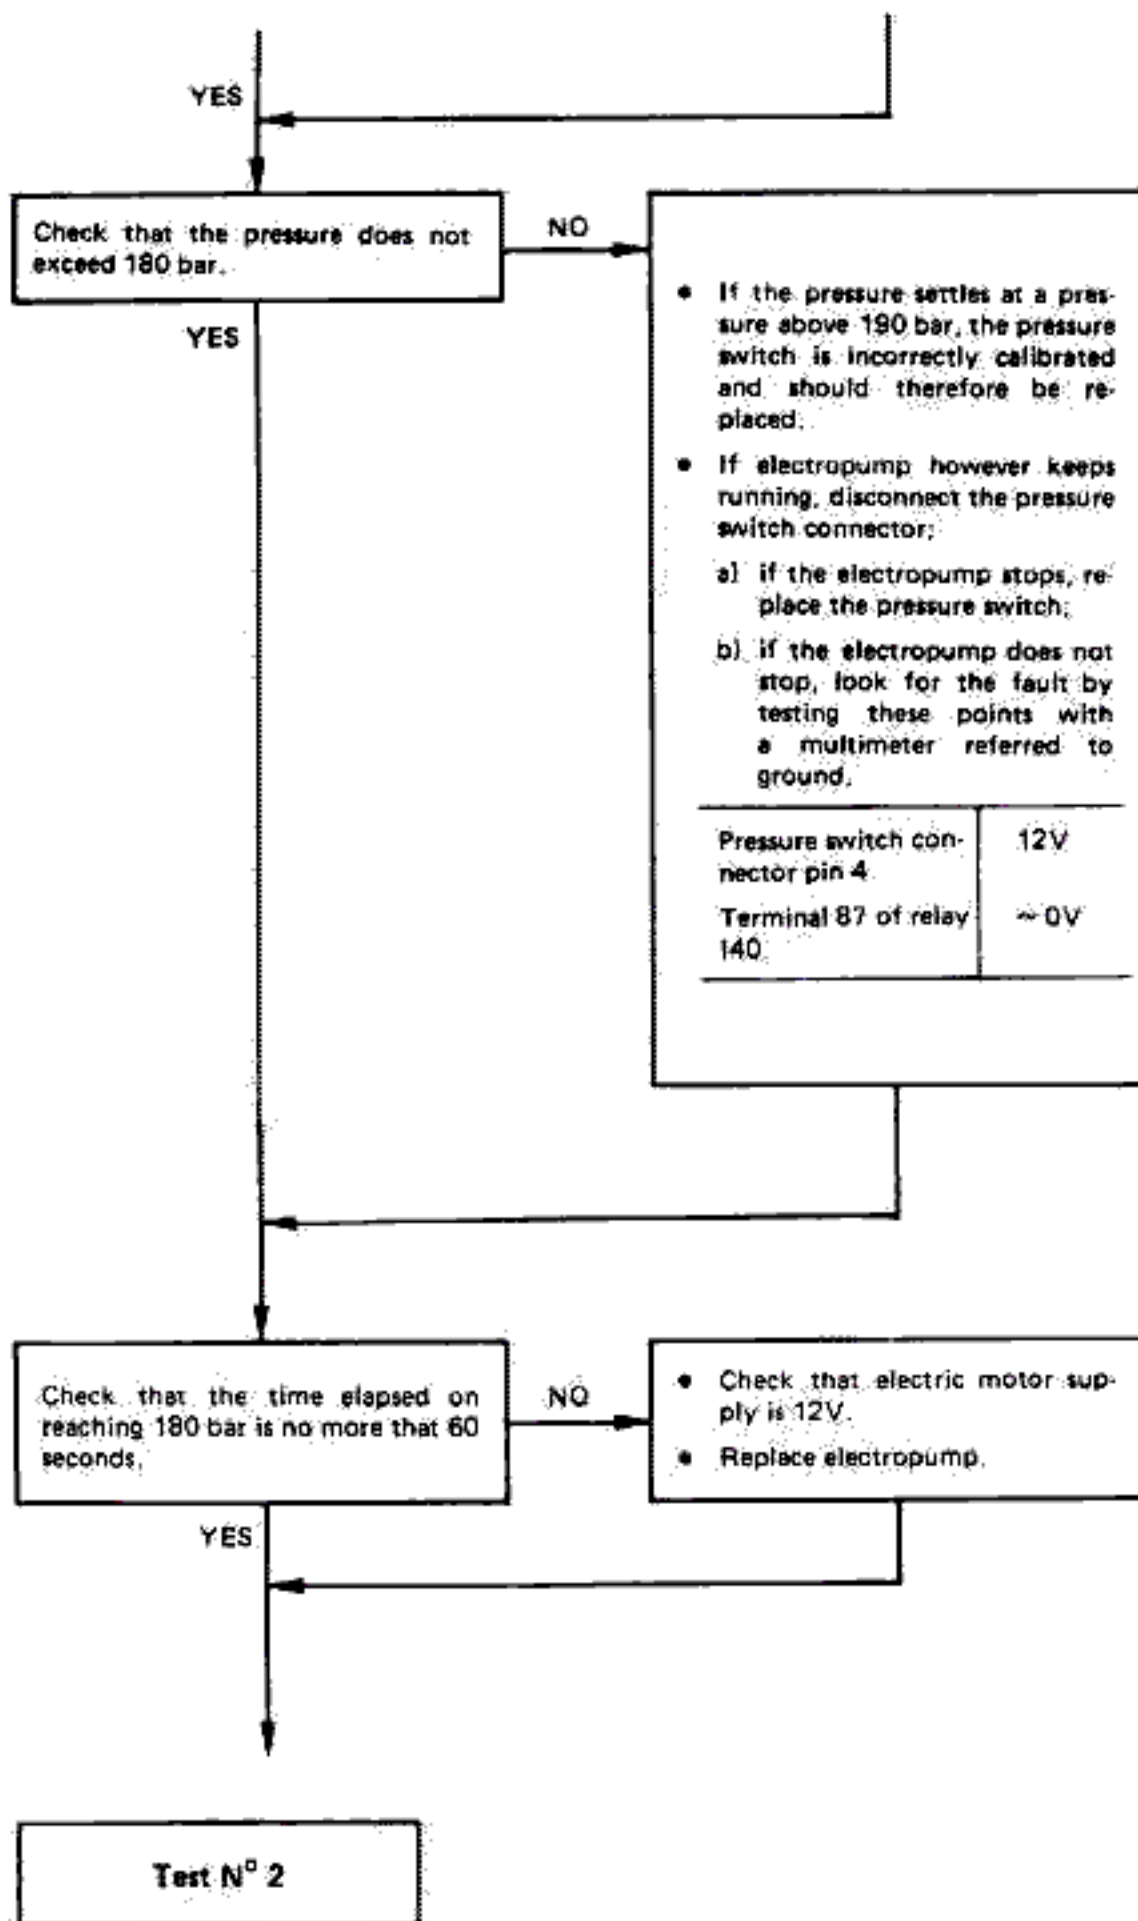 YES
Check that the pressure does not
exceed 180 bar.
NO
YES
• If the pressure settles at a pres-
sure above 190 bar, the pressure
switch is incorrectly calibrated
and should therefore be re-
placed.
• If electropump however keeps
running, disconnect the pressure
switch connector;
a) if the electropump stops, re-
place the pressure switch;
b) if the electropump does not
stop, look for the fault by
testing these points with
a multimeter referred to
ground.
Pressure switch con-
nector pin 4
12V
Terminal 87 of relay
140
~ 0V
Check that the time elapsed on
reaching 180 bar is no more that 60
seconds.
NO
• Check that electric motor sup-
ply is 12V.
• Replace electropump.
YES
Test Nº 2